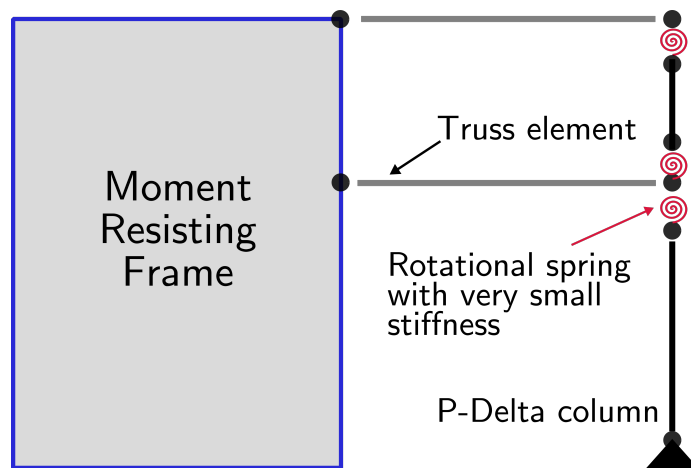 Truss element
Moment
Resisting
Frame
Rotational spring
with very small
stiffness
P-Delta column